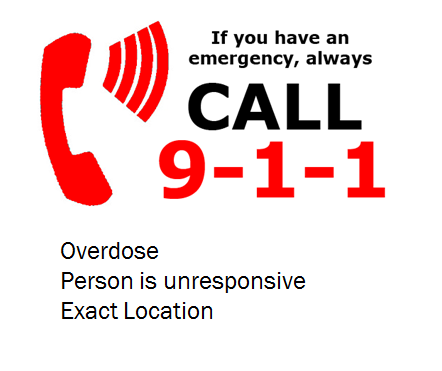 If you have an
emergency, always
CALL
9-1-1
Overdose
Person is unresponsive
Exact Location